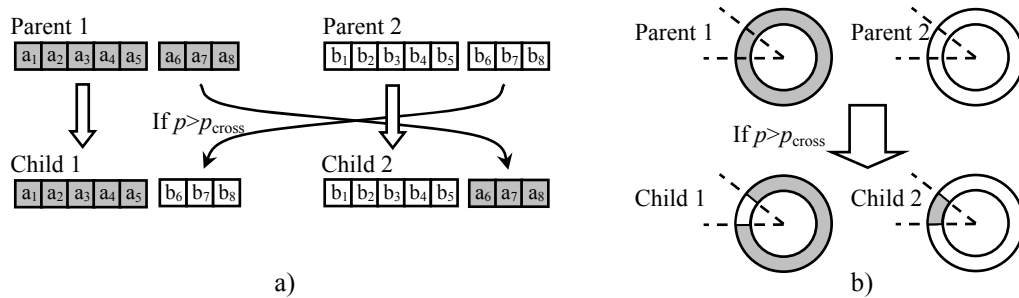 Parent 1
Parent 2
a₁ a₂ a₃ a₄ a₅ a₆ a₇ a₈
b₁ b₂ b₃ b₄ b₅ b₆ b₇ b₈
If p>p_cross
Child 1
Child 2
a₁ a₂ a₃ a₄ a₅ b₆ b₇ b₈
b₁ b₂ b₃ b₄ b₅ a₆ a₇ a₈
a)
Parent 1
Parent 2
If p>p_cross
Child 1
Child 2
b)